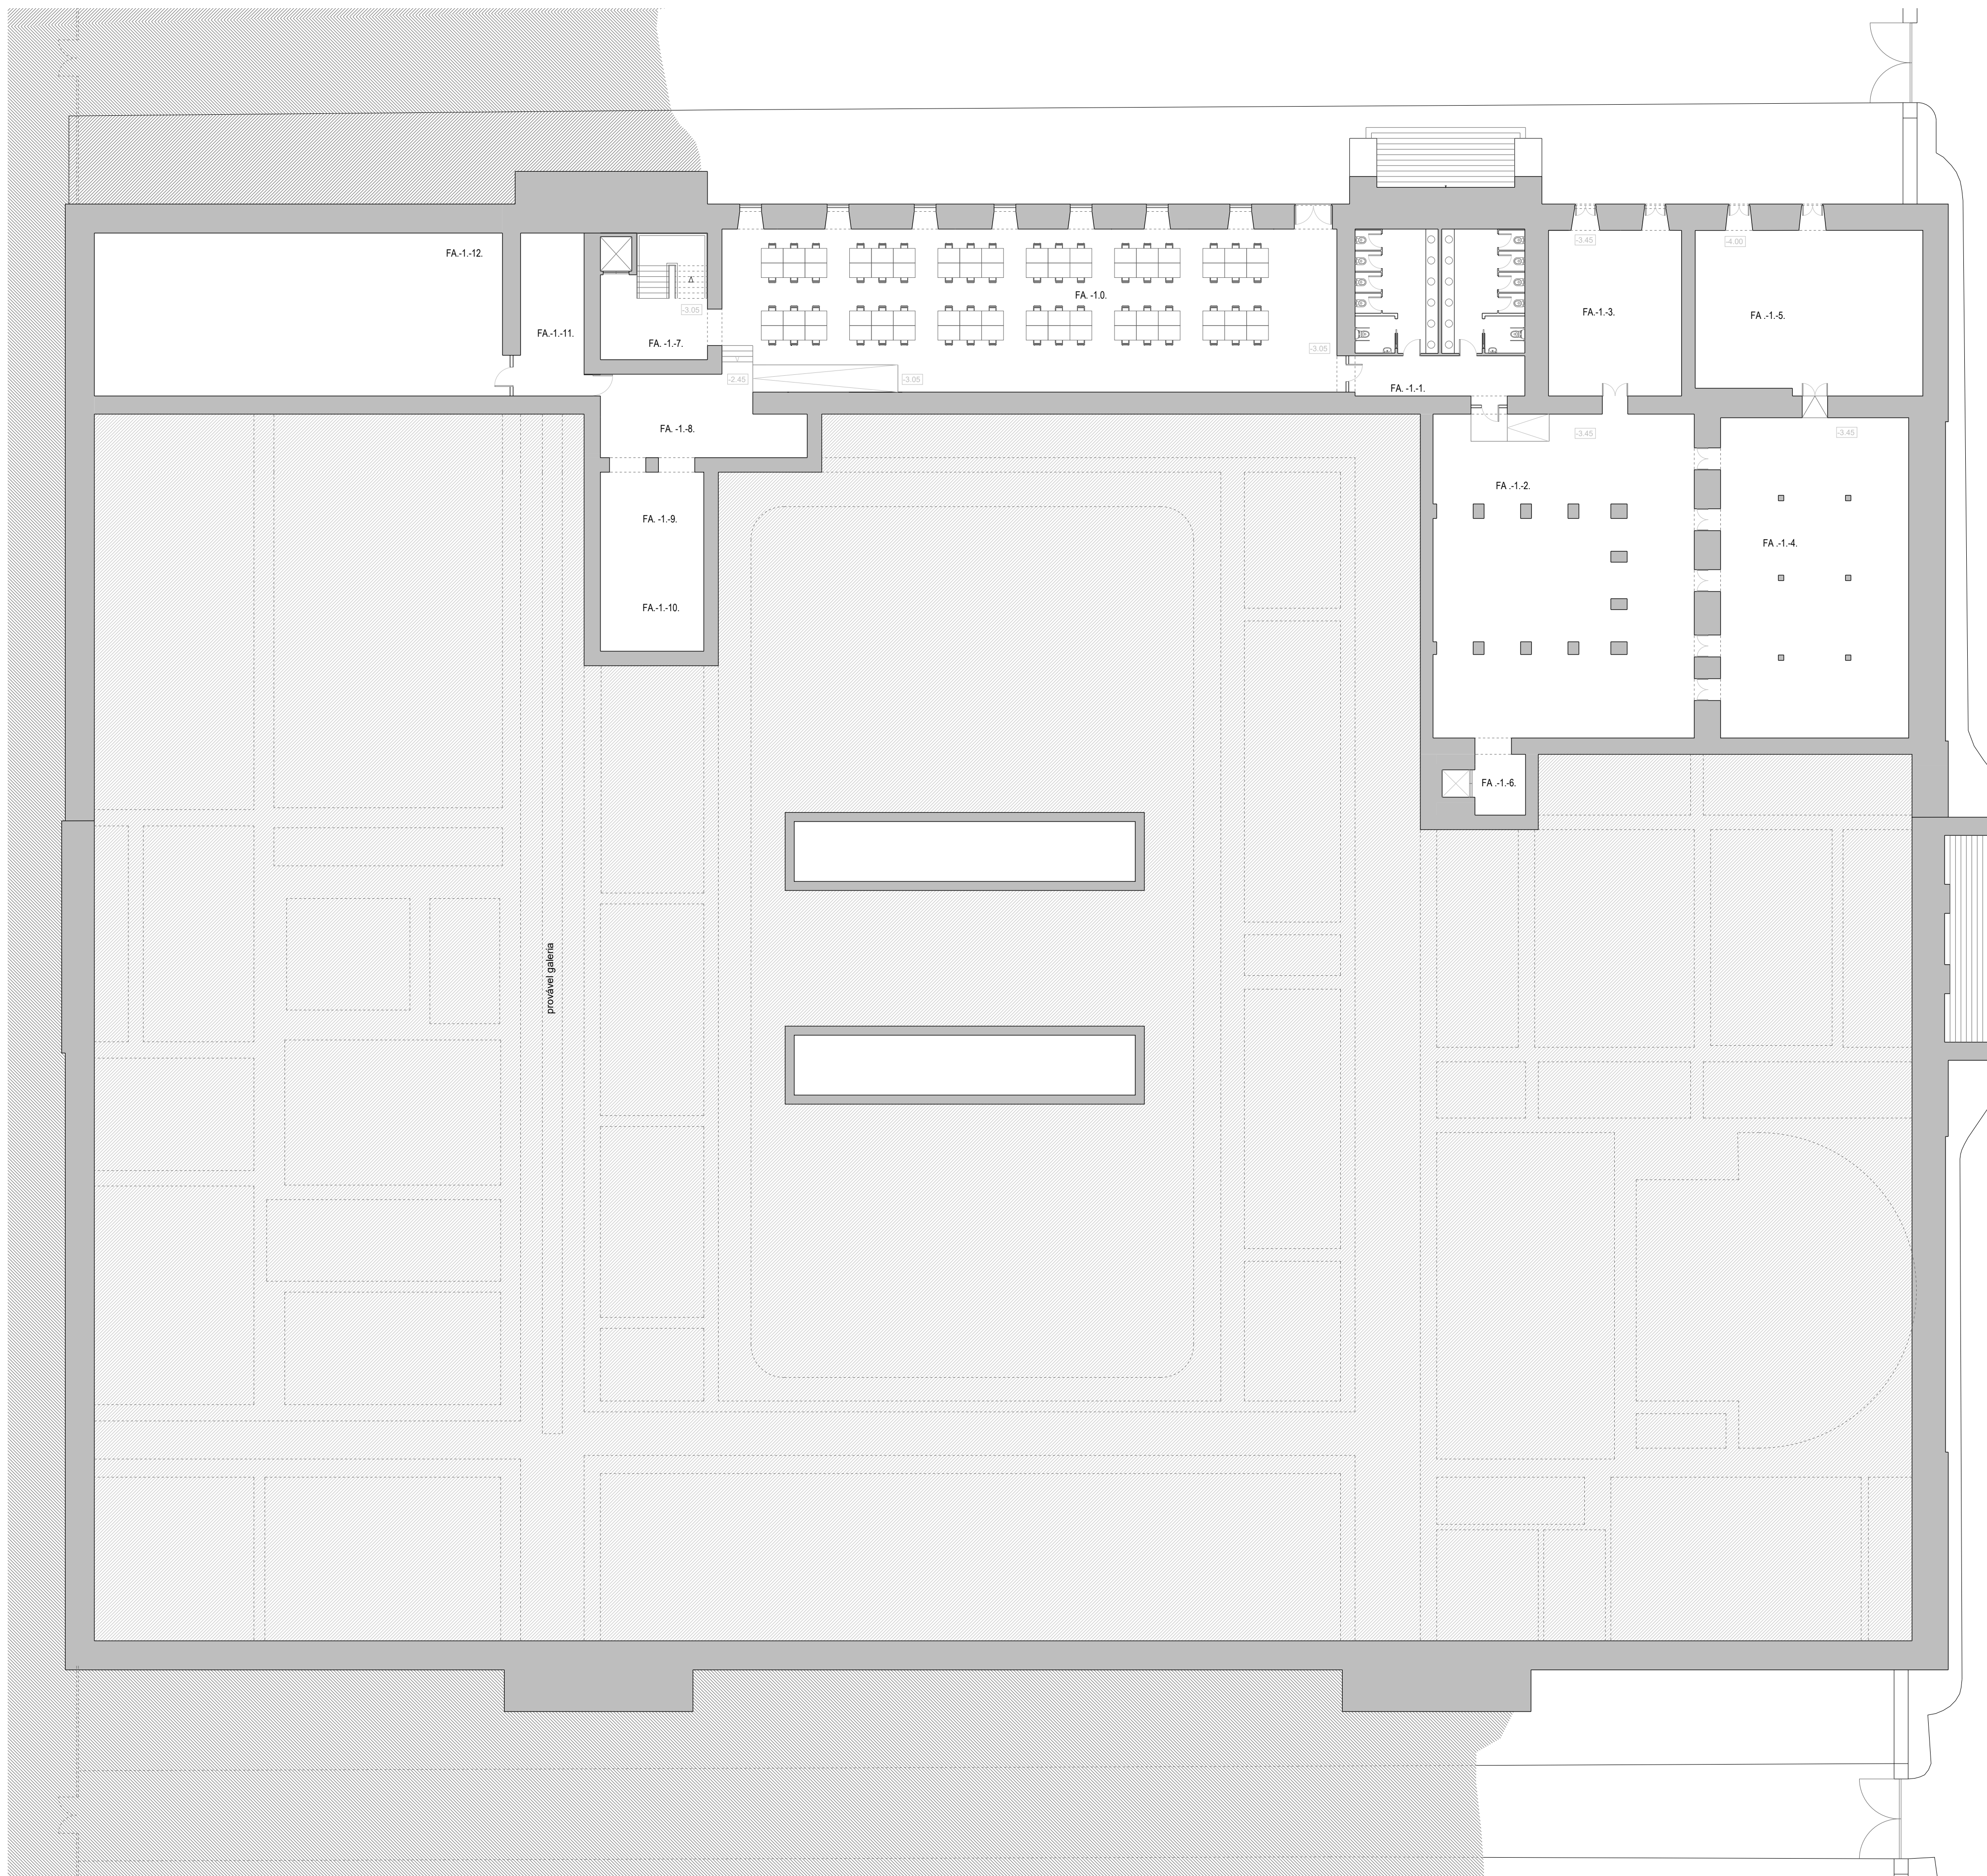 FA.-1.-12.
FA.-1.-11.
FA. -1.-7.
-3.05
FA. -1.0.
-2.45
-3.05
-3.05
FA. -1.-1.
-3.45
FA.-1.-3.
-4.00
FA .-1.-5.
FA. -1.-8.
-3.45
-3.45
FA .-1.-2.
FA. -1.-9.
FA .-1.-4.
FA.-1.-10.
FA .-1.-6.
provável galeria